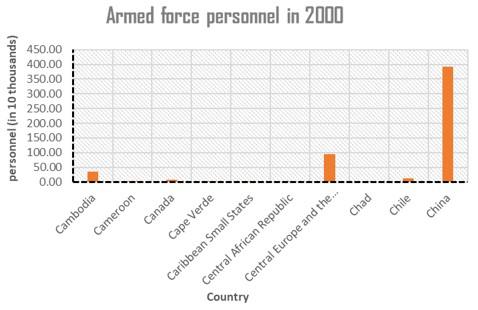 Armed force personnel in 2000
personnel (in 10 thousands)
450.00
400.00
350.00
300.00
250.00
200.00
150.00
100.00
50.00
0.00
Cambodia
Cameroon
Canada
Cape Verde
Caribbean Small States
Central African Republic
Central Europe and the...
Chad
Chile
China
Country